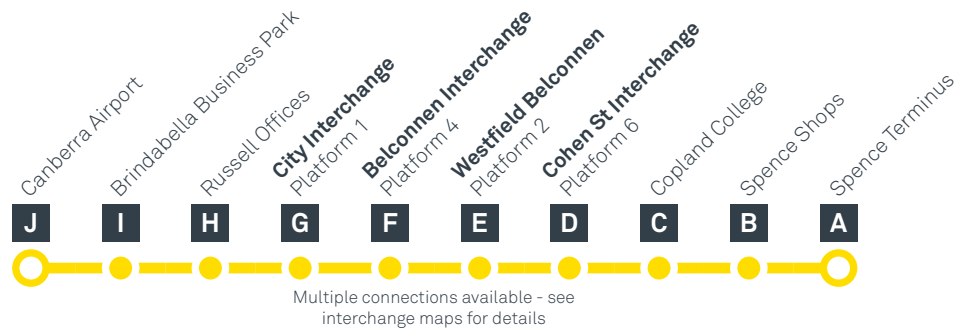 Canberra Airport
Brindabella Business Park
Russell Offices
City Interchange
Platform 1
Belconnen Interchange
Platform 4
Westfield Belconnen
Platform 2
Cohen St Interchange
Platform 6
Copland College
Spence Shops
Spence Terminus
J I H G F E D C B A
Multiple connections available - see
interchange maps for details